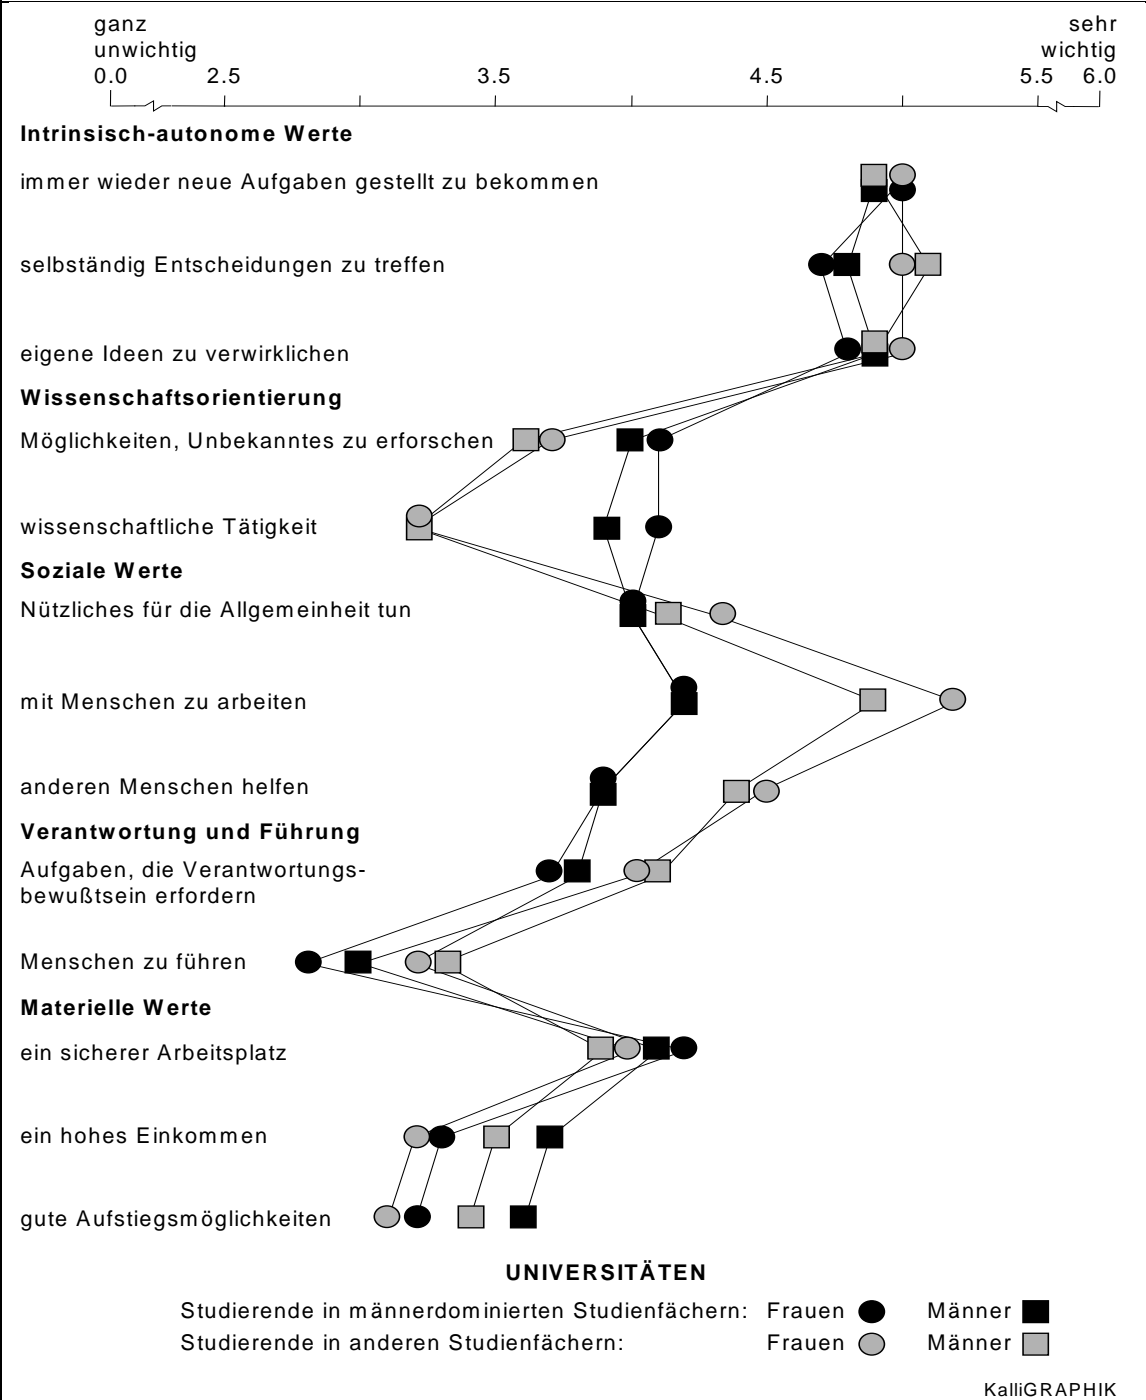 ganz
unwichtig
sehr
wichtig
0.0 2.5 3.5 4.5 5.5 6.0
Intrinsisch-autonome Werte
immer wieder neue Aufgaben gestellt zu bekommen
selbständig Entscheidungen zu treffen
eigene Ideen zu verwirklichen
Wissenschaftsorientierung
Möglichkeiten, Unbekanntes zu erforschen
wissenschaftliche Tätigkeit
Soziale Werte
Nützliches für die Allgemeinheit tun
mit Menschen zu arbeiten
anderen Menschen helfen
Verantwortung und Führung
Aufgaben, die Verantwortungs-
bewußtsein erfordern
Menschen zu führen
Materielle Werte
ein sicherer Arbeitsplatz
ein hohes Einkommen
gute Aufstiegsmöglichkeiten
UNIVERSITÄTEN
Studierende in männerdominierten Studienfächern: Frauen Männer
Studierende in anderen Studienfächern: Frauen Männer
KalliGRAPHIK